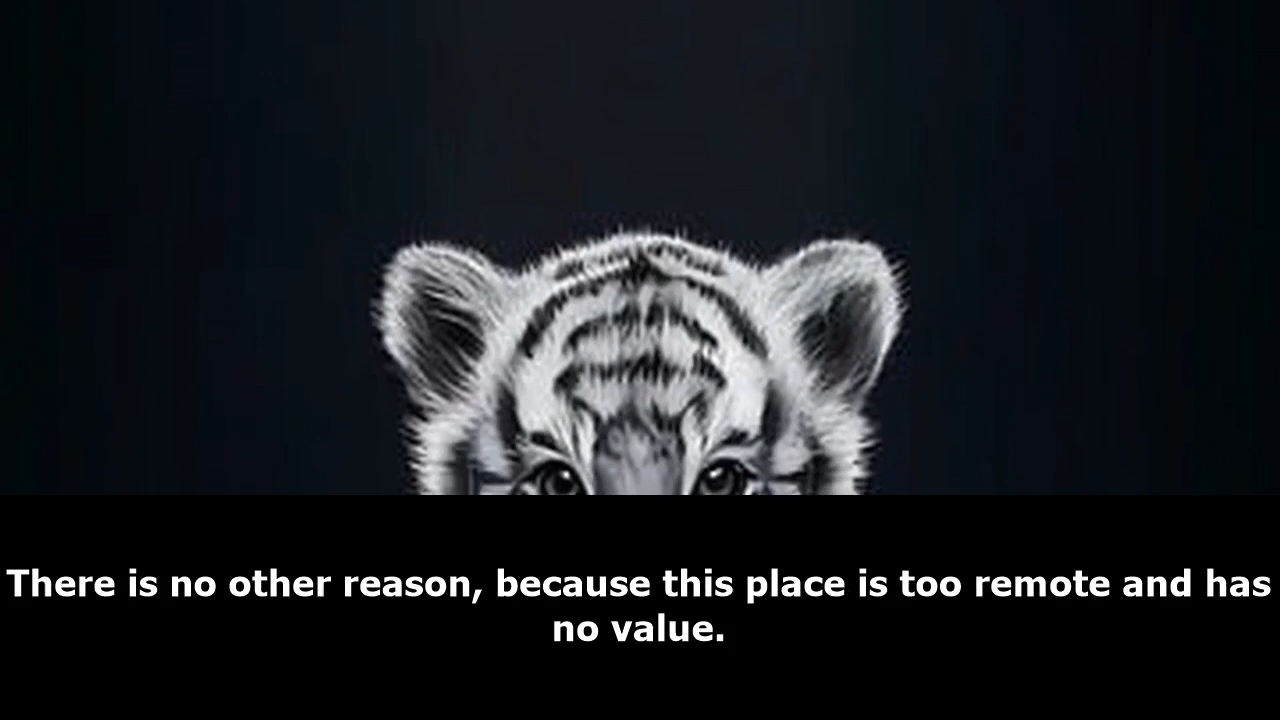 There is no other reason, because this place is too remote and has
no value.